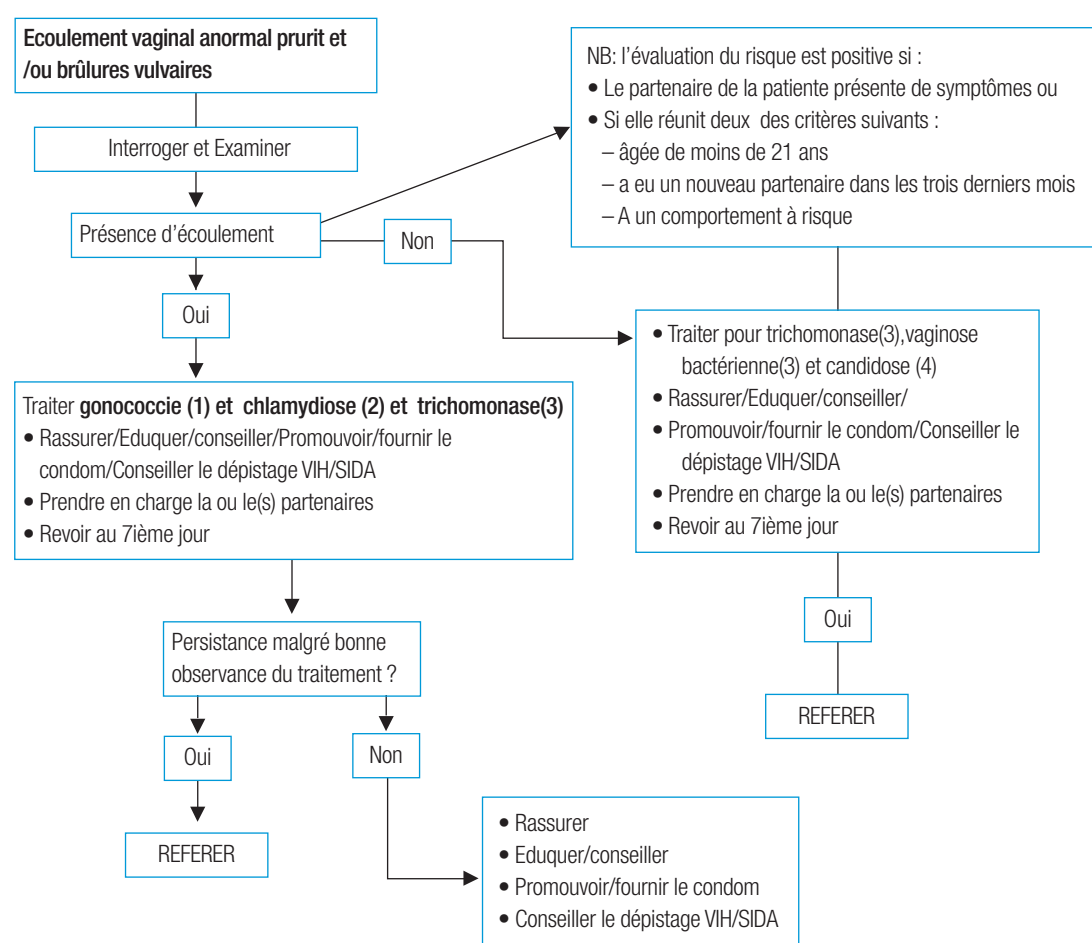 Ecoulement vaginal anormal prurit et
/ou brûlures vulvaires
Interroger et Examiner
Présence d'écoulement
Non
Oui
NB: l'évaluation du risque est positive si :
• Le partenaire de la patiente présente de symptômes ou
• Si elle réunit deux des critères suivants :
– âgée de moins de 21 ans
– a eu un nouveau partenaire dans les trois derniers mois
– A un comportement à risque
• Traiter pour trichomonase(3),vaginose
bactérienne(3) et candidose (4)
• Rassurer/Eduquer/conseiller/
• Promouvoir/fournir le condom/Conseiller le
dépistage VIH/SIDA
• Prendre en charge la ou le(s) partenaires
• Revoir au 7ième jour
Oui
REFERER
Traiter gonococcie (1) et chlamydiose (2) et trichomonase(3)
• Rassurer/Eduquer/conseiller/Promouvoir/fournir le
condom/Conseiller le dépistage VIH/SIDA
• Prendre en charge la ou le(s) partenaires
• Revoir au 7ième jour
Persistance malgré bonne
observance du traitement ?
Oui
Non
REFERER
• Rassurer
• Eduquer/conseiller
• Promouvoir/fournir le condom
• Conseiller le dépistage VIH/SIDA